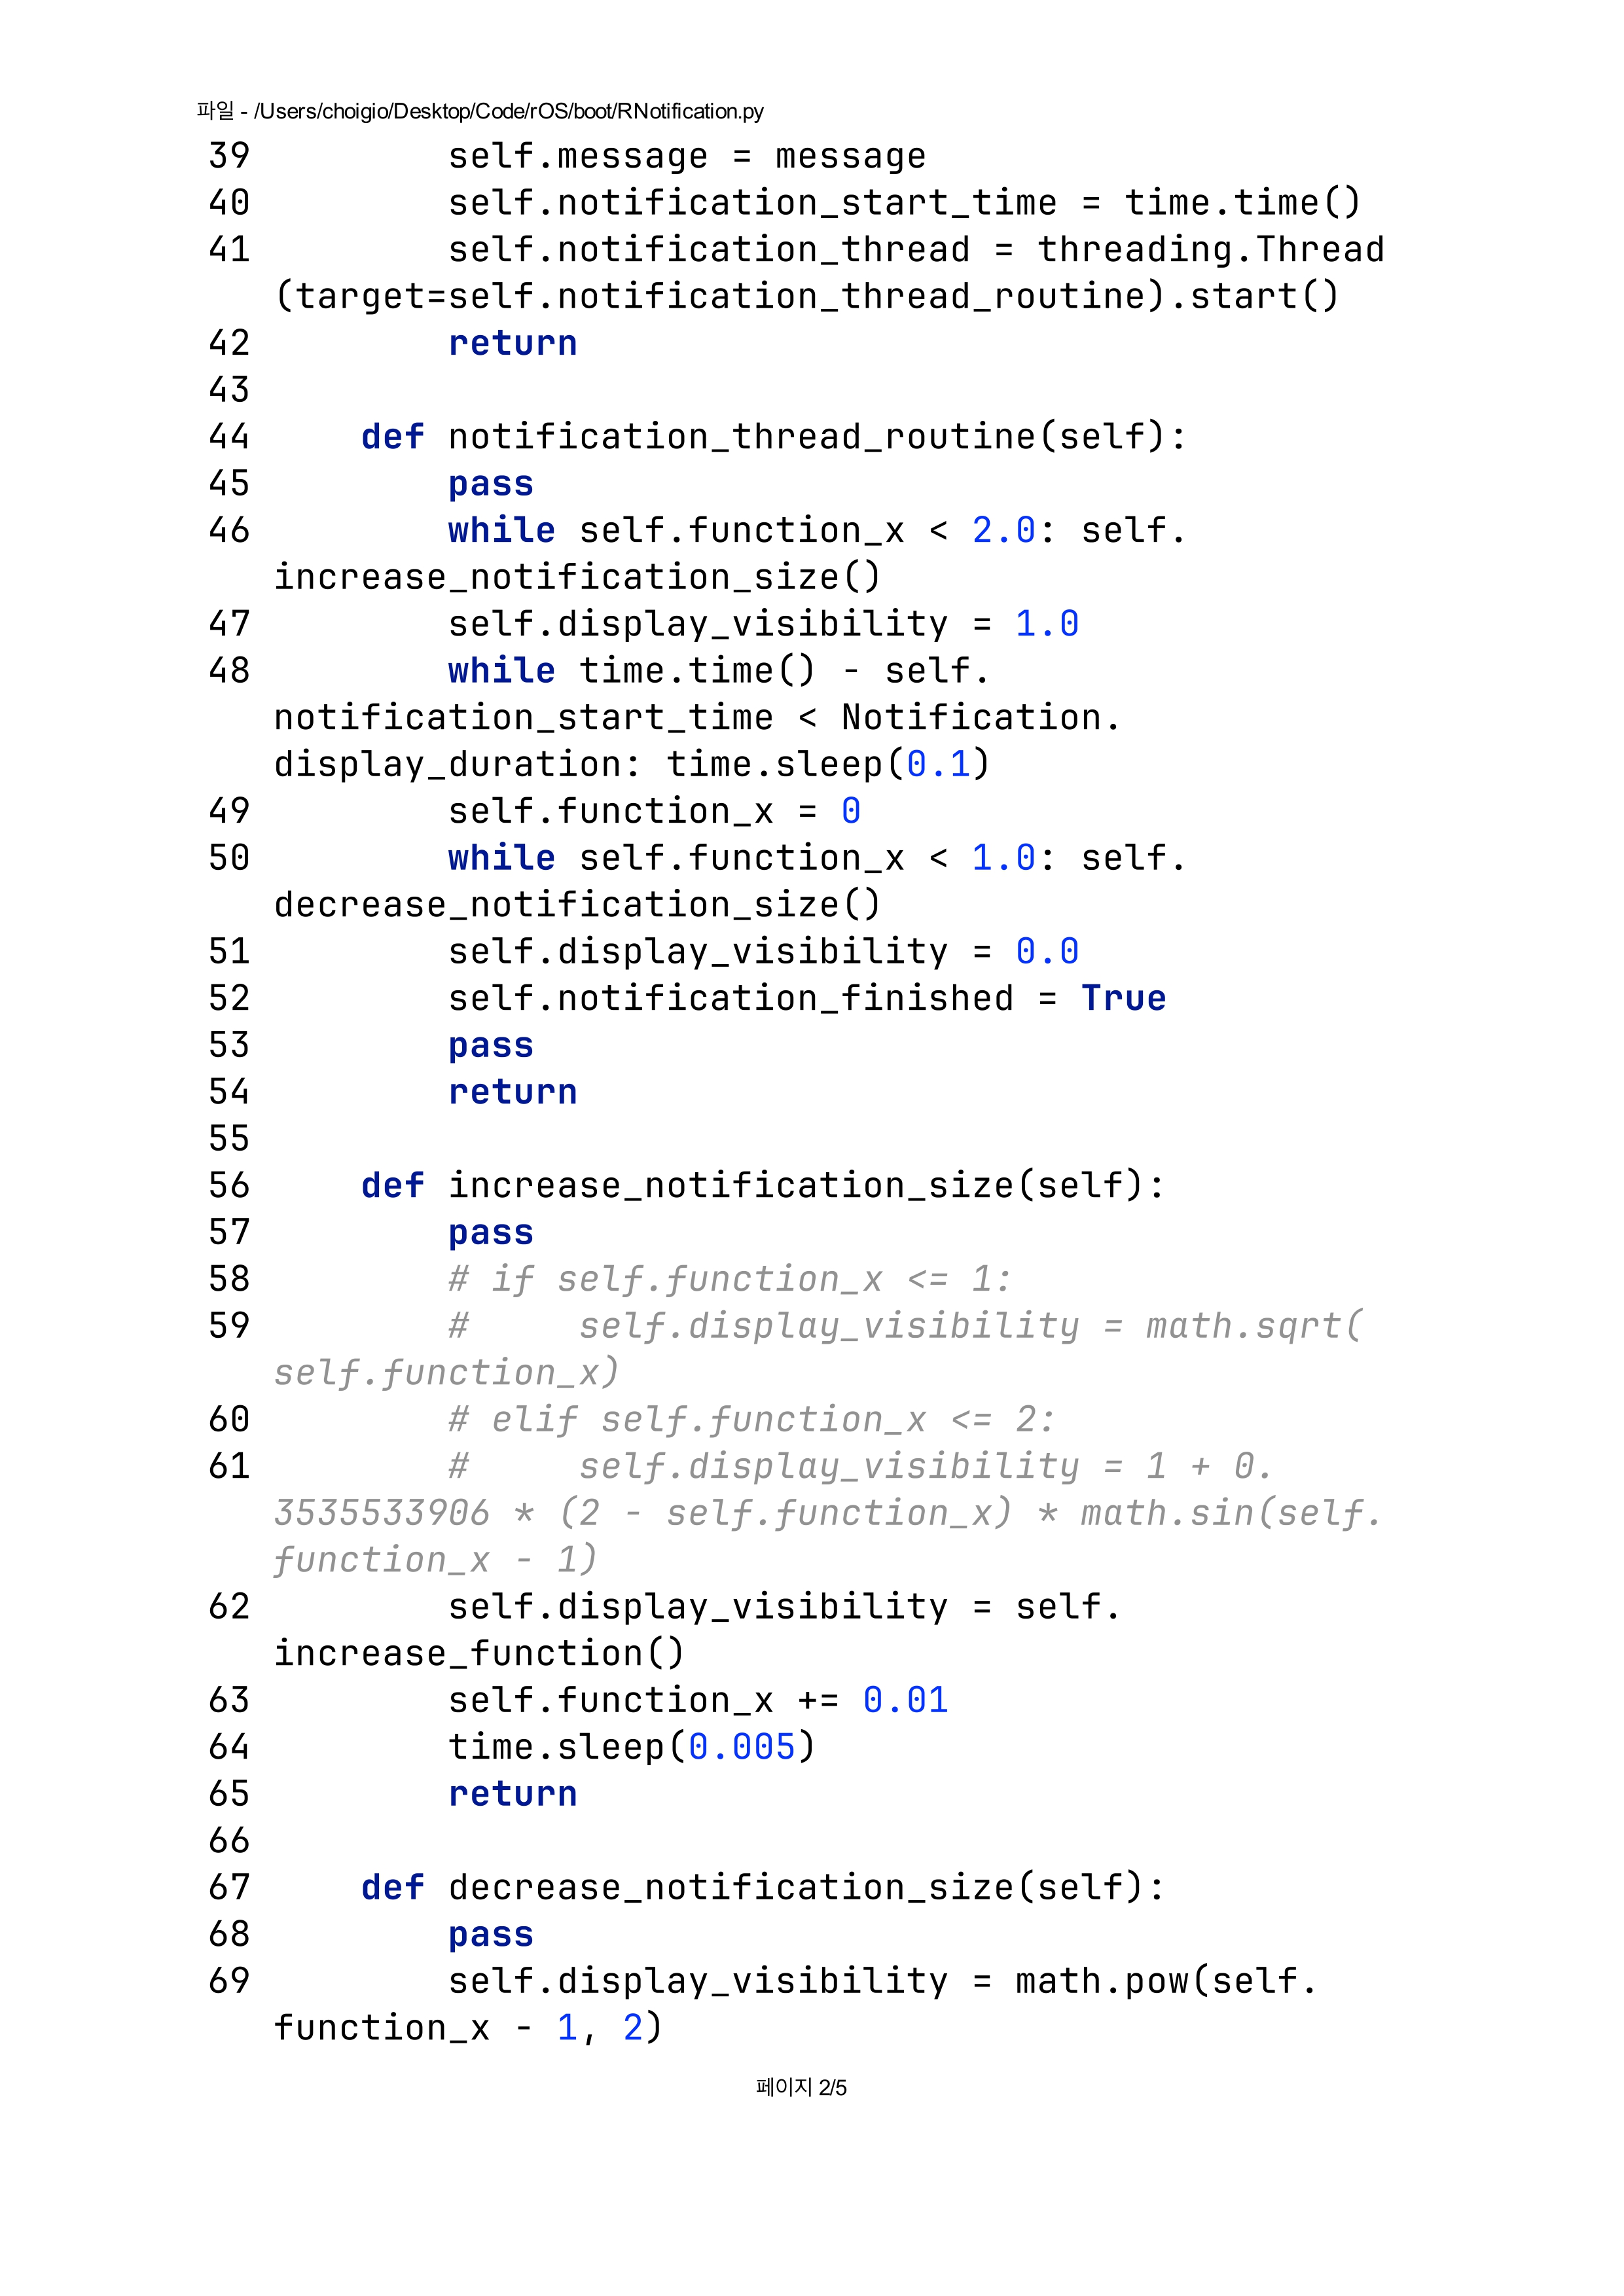 파일 - /Users/choigio/Desktop/Code/rOS/boot/RNotification.py
39         self.message = message
40         self.notification_start_time = time.time()
41         self.notification_thread = threading.Thread
(target=self.notification_thread_routine).start()
42         return
43
44     def notification_thread_routine(self):
45         pass
46         while self.function_x < 2.0: self.
increase_notification_size()
47         self.display_visibility = 1.0
48         while time.time() - self.
notification_start_time < Notification.
display_duration: time.sleep(0.1)
49         self.function_x = 0
50         while self.function_x < 1.0: self.
decrease_notification_size()
51         self.display_visibility = 0.0
52         self.notification_finished = True
53         pass
54         return
55
56     def increase_notification_size(self):
57         pass
58         # if self.function_x <= 1:
59         #     self.display_visibility = math.sqrt(
self.function_x)
60         # elif self.function_x <= 2:
61         #     self.display_visibility = 1 + 0.
3535533906 * (2 - self.function_x) * math.sin(self.
function_x - 1)
62         self.display_visibility = self.
increase_function()
63         self.function_x += 0.01
64         time.sleep(0.005)
65         return
66
67     def decrease_notification_size(self):
68         pass
69         self.display_visibility = math.pow(self.
function_x - 1, 2)
페이지 2/5